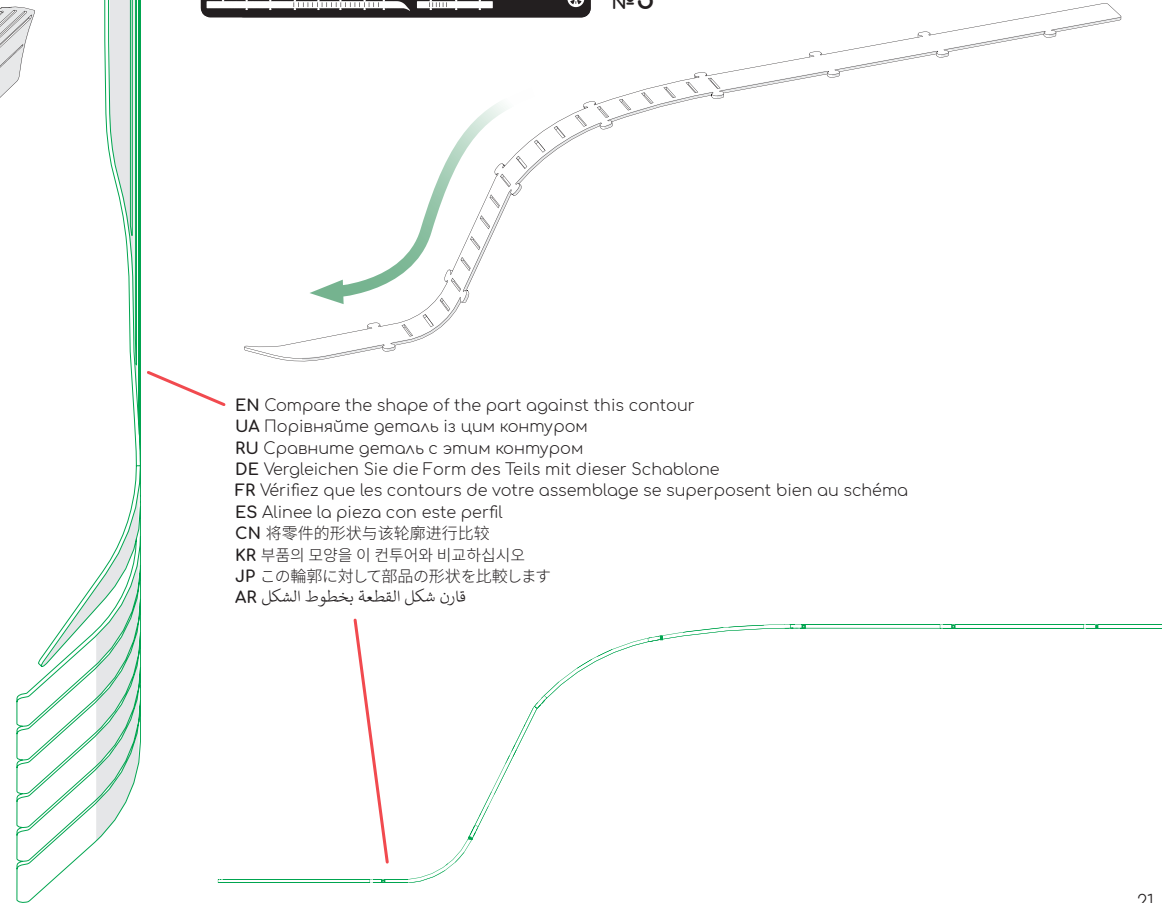 №5
EN Compare the shape of the part against this contour
UA Порівняйте деталь із цим контуром
RU Сравните деталь с этим контуром
DE Vergleichen Sie die Form des Teils mit dieser Schablone
FR Vérifiez que les contours de votre assemblage se superposent bien au schéma
ES Alinee la pieza con este perfil
CN 将零件的形状与该轮廓进行比较
KR 부품의 모양을 이 컨투어와 비교하십시오
JP この輪郭に対して部品の形状を比較します
AR قارن شكل القطعة بخطوط الشكل
21